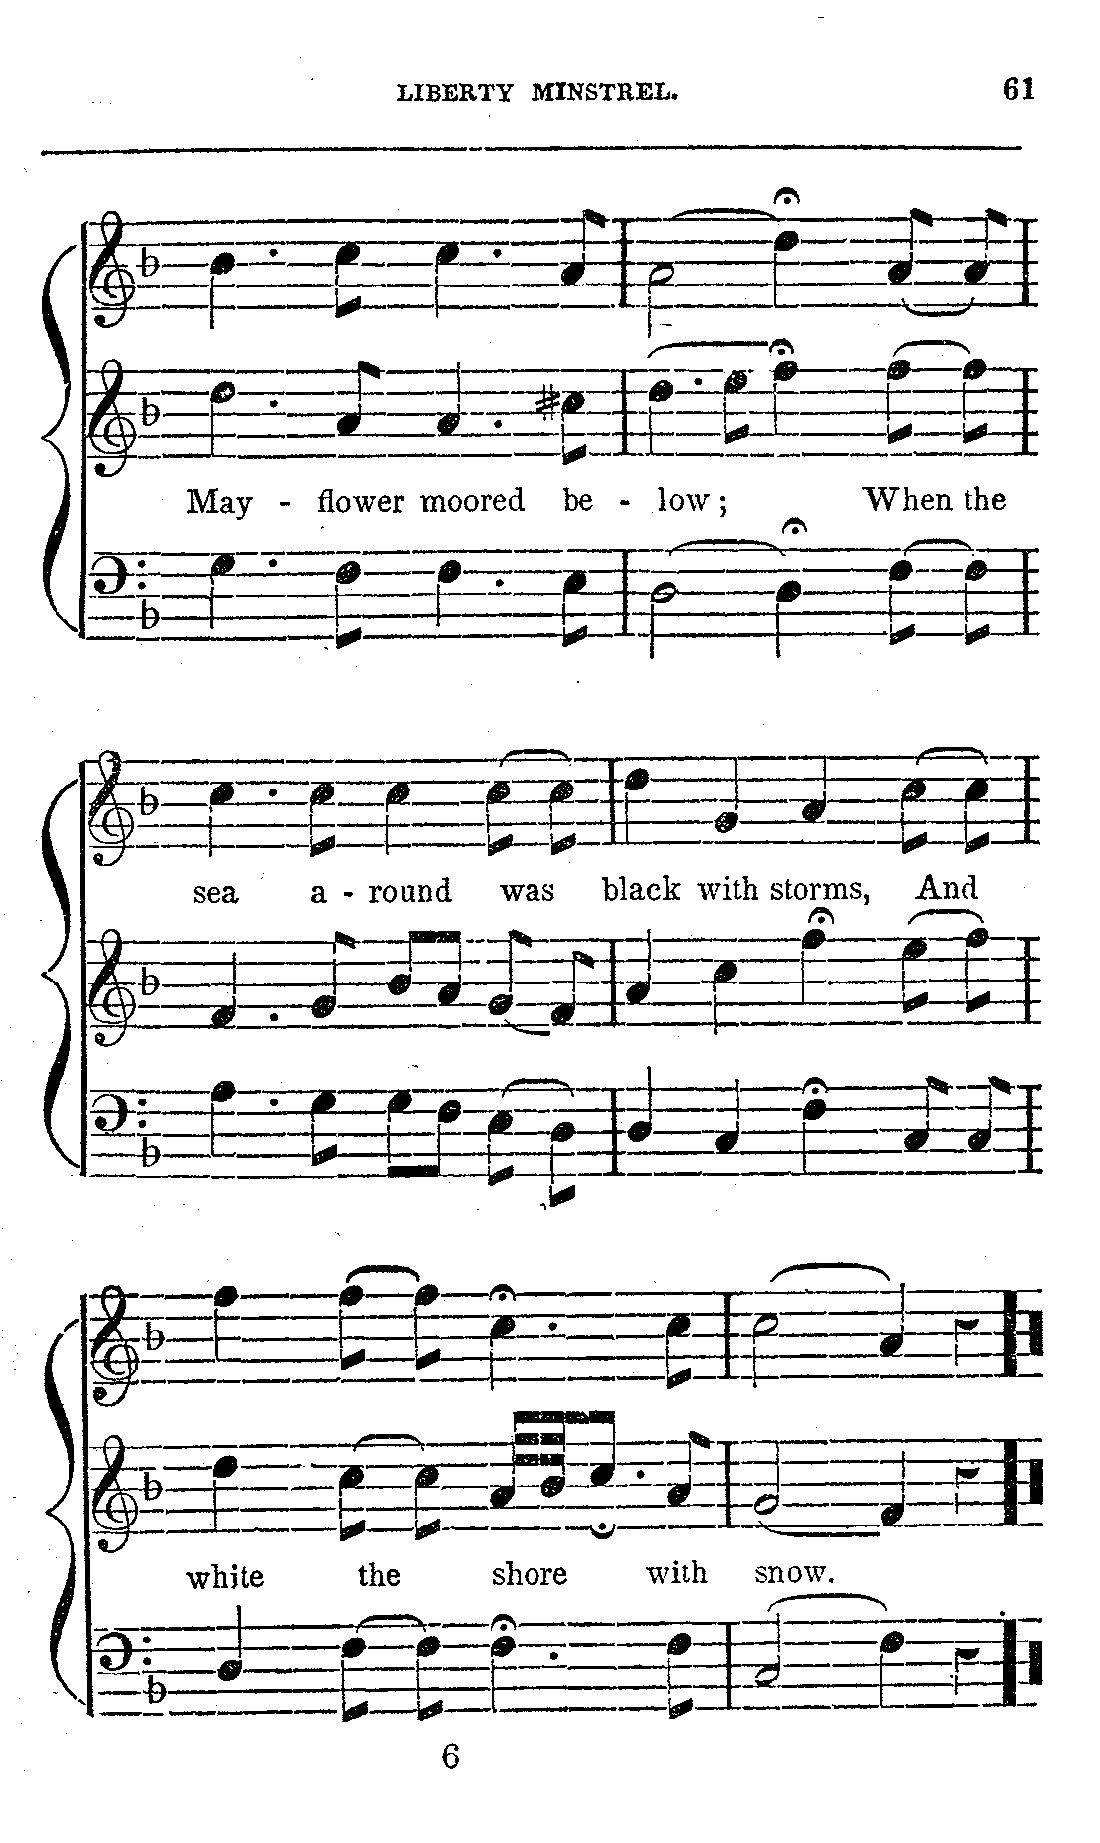 LIBERTY MINSTREL. 61
May - flower moored be - low; When the
sea a - round was black with storms, And
white the shore with snow.
6